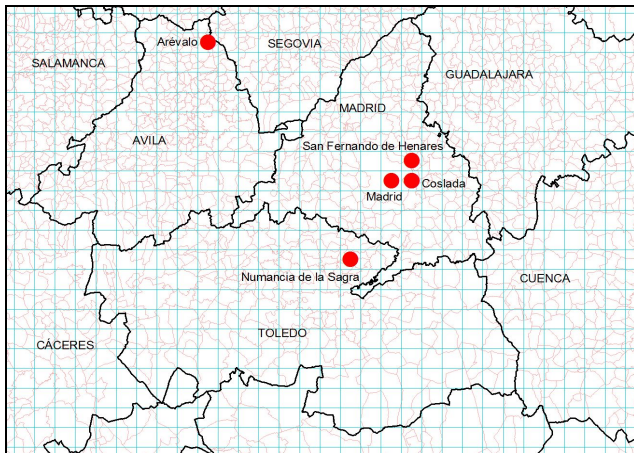 Arévalo
SEGOVIA
SALAMANCA
GUADALAJARA
MADRID
AVILA
San Fernando de Henares
Madrid
Coslada
Numancia de la Sagra
CUENCA
TOLEDO
CÁCERES